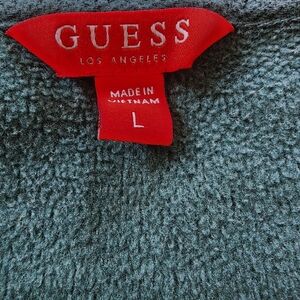 GUESS
LOS ANGELES
MADE IN
VIETNAM
L